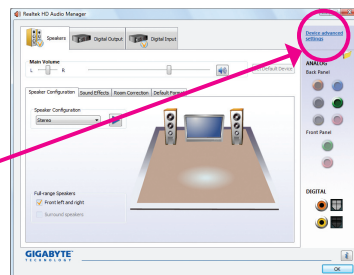 Realtek HD Audio Manager
Speakers
Digital Output
Digital Input
Device advanced
settings
Main Volume
L
R
Default Device
ANALOG
Back Panel
Speaker Configuration
Sound Effects
Room Correction
Default Format
Speaker Configuration
Stereo
Front Panel
Full-range Speakers
Front left and right
Surround speakers
DIGITAL
GIGABYTE
TECHNOLOGY
OK